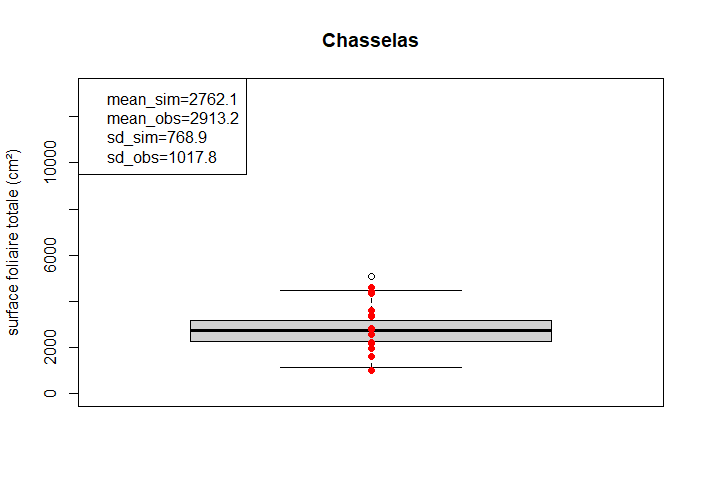 Chasselas
mean_sim=2762.1
mean_obs=2913.2
sd_sim=768.9
sd_obs=1017.8
surface foliaire totale (cm²)
10000
6000
2000
0